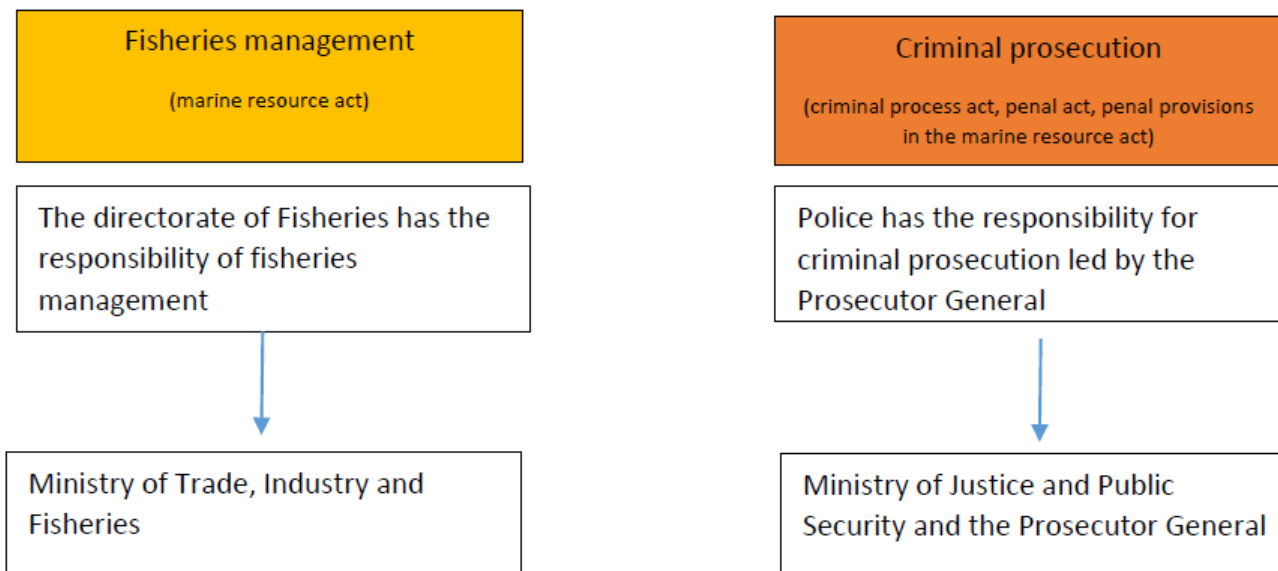 Fisheries management
(marine resource act)
The directorate of Fisheries has the
responsibility of fisheries
management
Ministry of Trade, Industry and
Fisheries
Criminal prosecution
(criminal process act, penal act, penal provisions
in the marine resource act)
Police has the responsibility for
criminal prosecution led by the
Prosecutor General
Ministry of Justice and Public
Security and the Prosecutor General